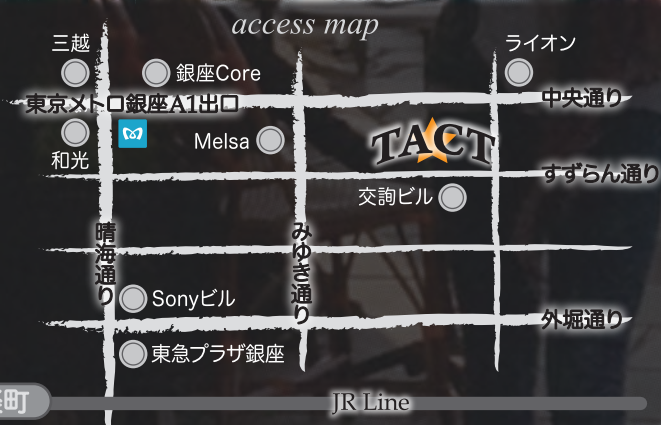 access map
三越
ライオン
銀座Core
中央通り
東京メトロ銀座A1出口
Melsa
TACT
和光
すずらん通り
交詢ビル
晴海通り
みゆき通り
Sonyビル
外堀通り
東急プラザ銀座
町
JR Line